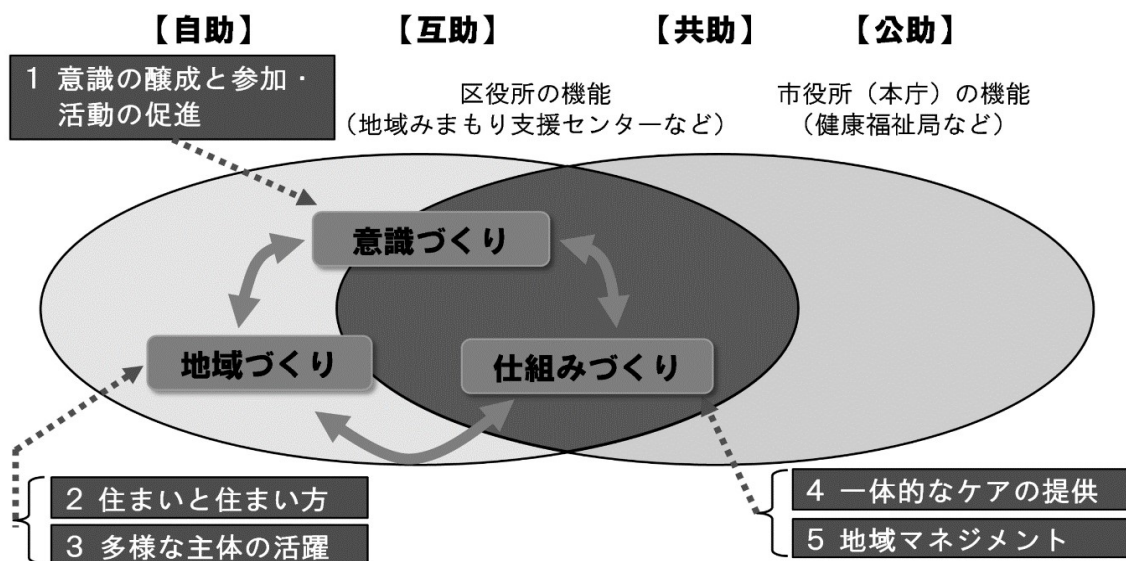 【自助】 【互助】 【共助】 【公助】
1 意識の醸成と参加・
活動の促進
区役所の機能
（地域みまもり支援センターなど）
市役所（本庁）の機能
（健康福祉局など）
意識づくり
地域づくり
仕組みづくり
2 住まいと住まい方
3 多様な主体の活躍
4 一体的なケアの提供
5 地域マネジメント